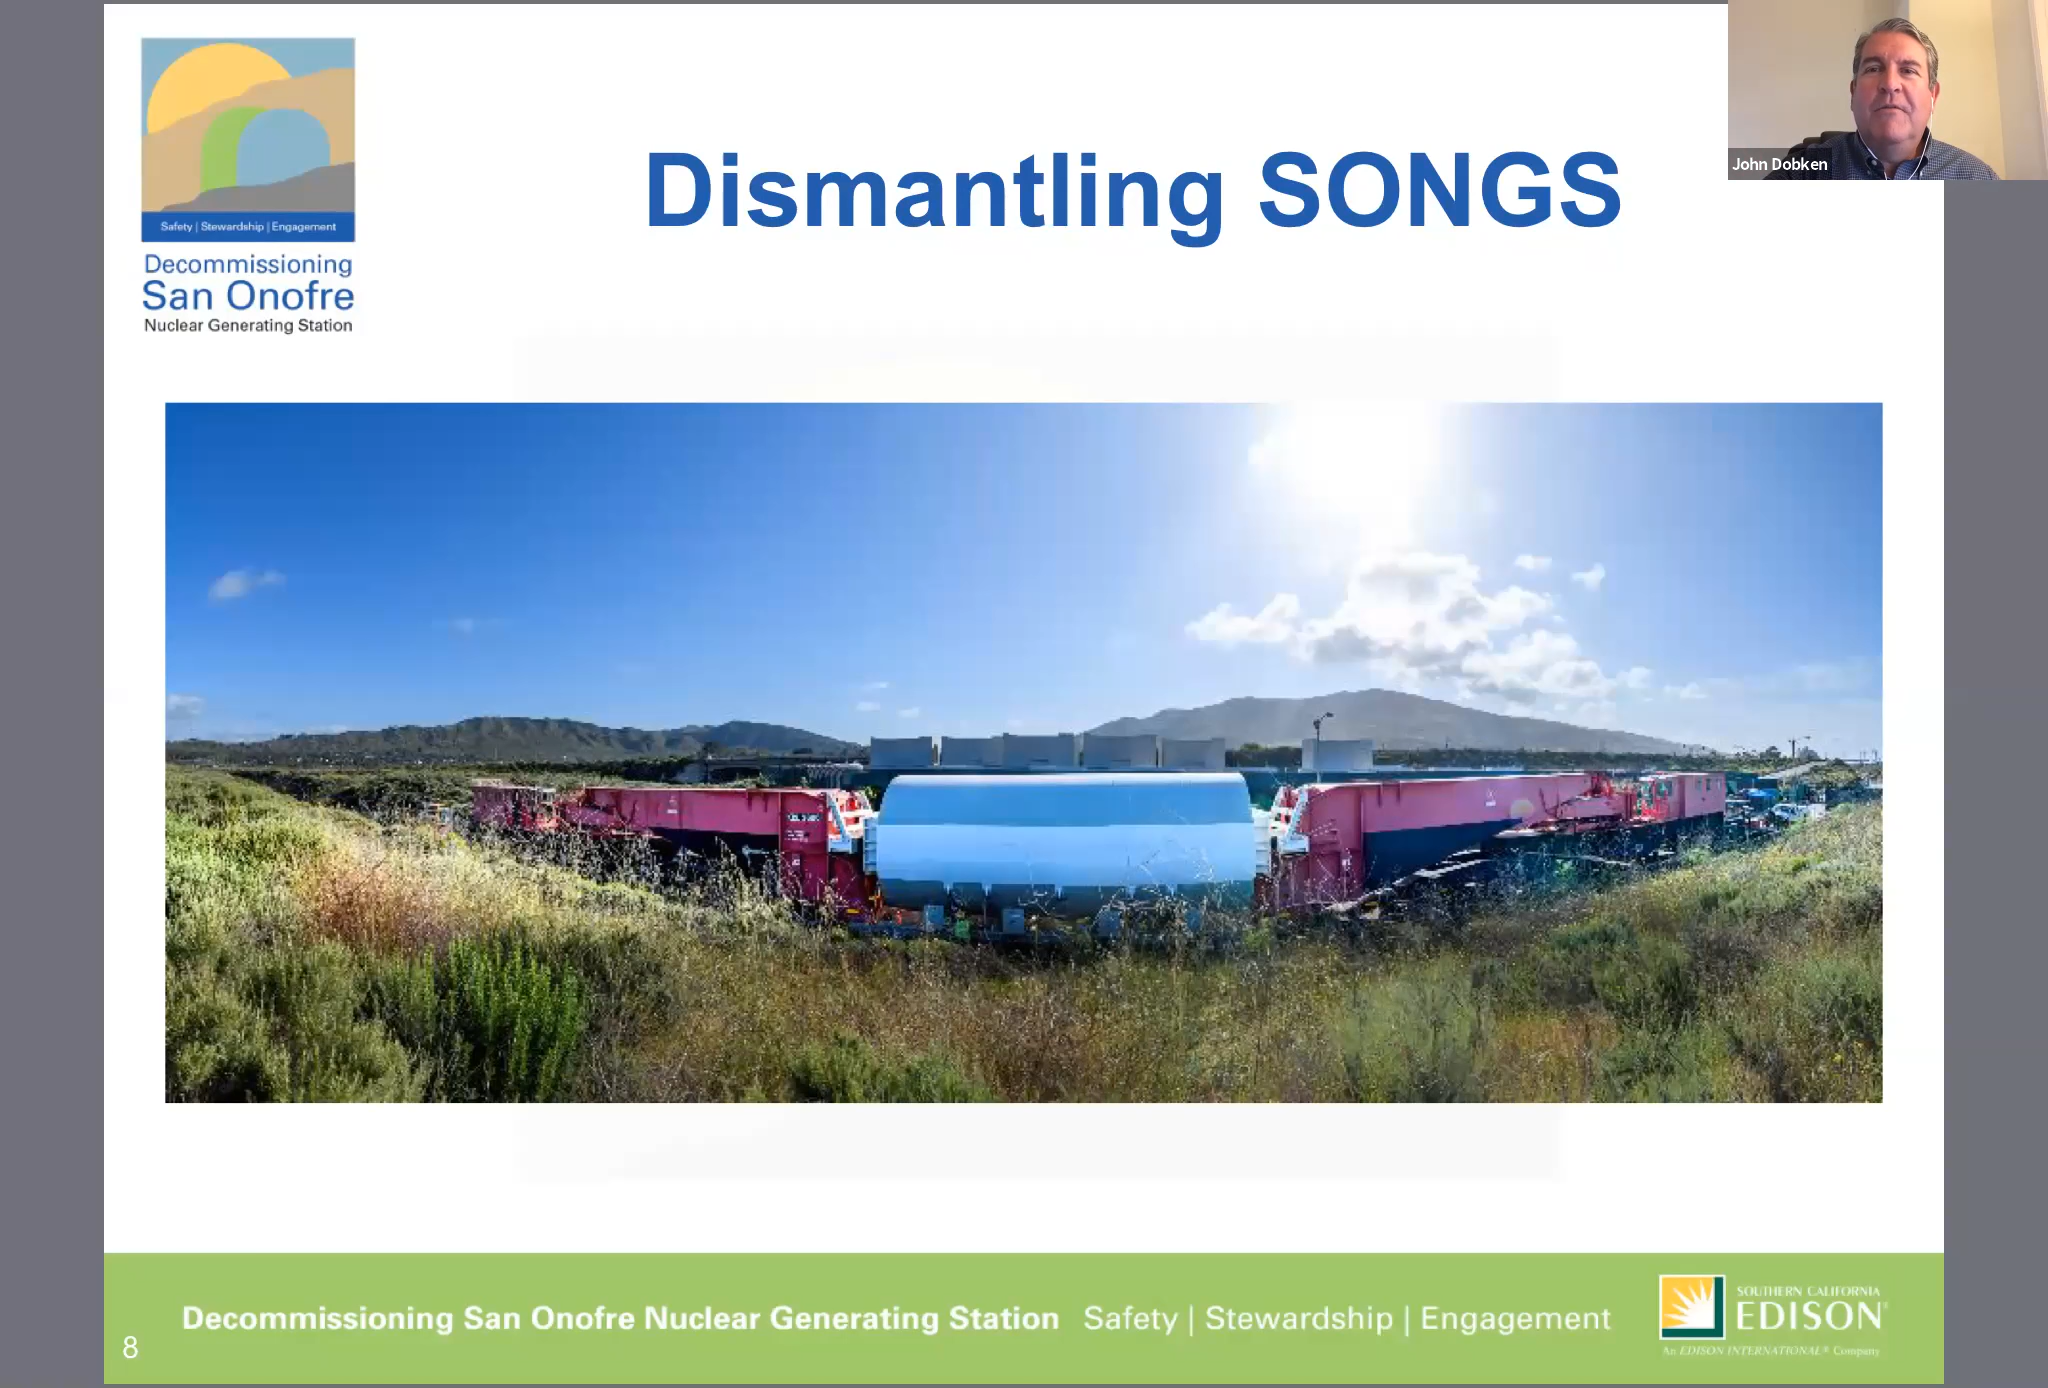 Safety | Stewardship | Engagement
Decommissioning
San Onofre
Nuclear Generating Station
Dismantling SONGS
John Dobken
Decommissioning San Onofre Nuclear Generating Station Safety | Stewardship | Engagement
SOUTHERN CALIFORNIA
EDISON®
An EDISON INTERNATIONAL® Company
8